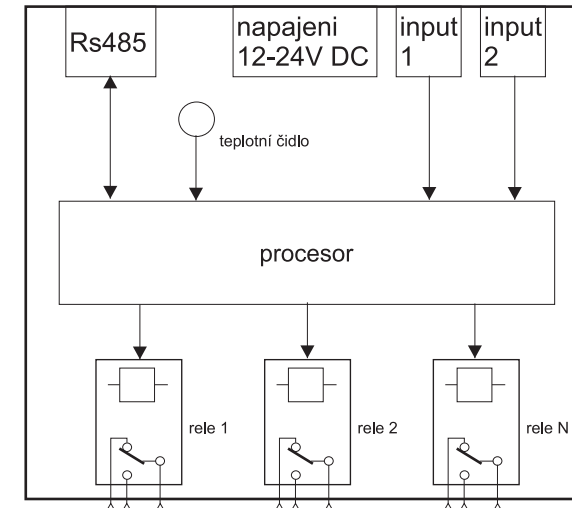 Rs485
napajeni
12-24V DC
input
1
input
2
teplotní čidlo
procesor
rele 1
rele 2
rele N